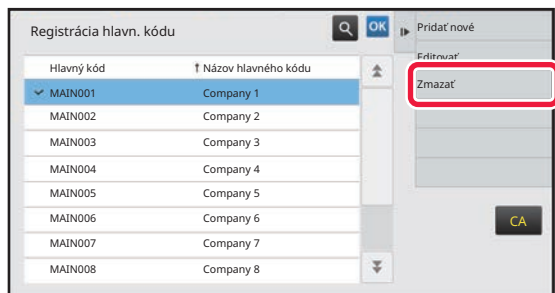 Registrácia hlavn. kódu
OK
Pridať nové
Editovať
Zmazať
Hlavný kód Názov hlavného kódu
MAIN001 Company 1
MAIN002 Company 2
MAIN003 Company 3
MAIN004 Company 4
MAIN005 Company 5
MAIN006 Company 6
MAIN007 Company 7
MAIN008 Company 8
CA